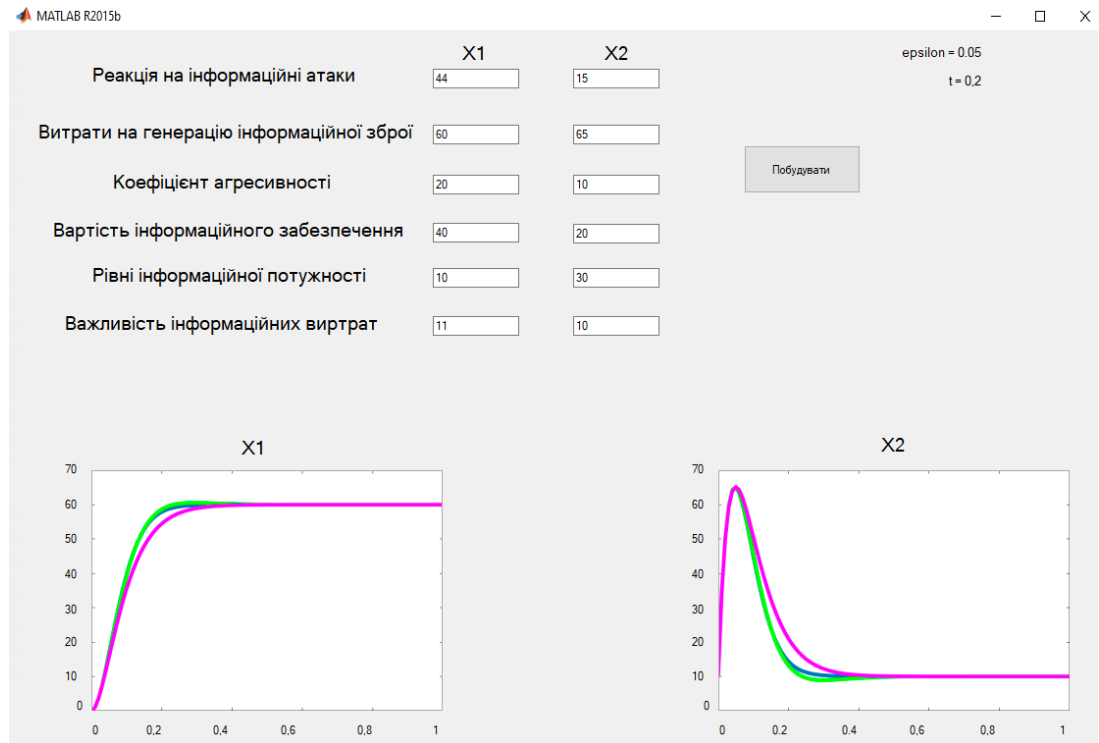 MATLAB R2015b
X1 X2
epsilon = 0.05
t = 0,2
Реакція на інформаційні атаки 44 15
Витрати на генерацію інформаційної зброї 60 65
Побудувати
Коефіцієнт агресивності 20 10
Вартість інформаційного забезпечення 40 20
Рівні інформаційної потужності 10 30
Важливість інформаційних виртрат 11 10
X1
70
60
50
40
30
20
10
0
0 0,2 0,4 0,6 0,8 1
X2
70
60
50
40
30
20
10
0
0 0.2 0.4 0,6 0,8 1